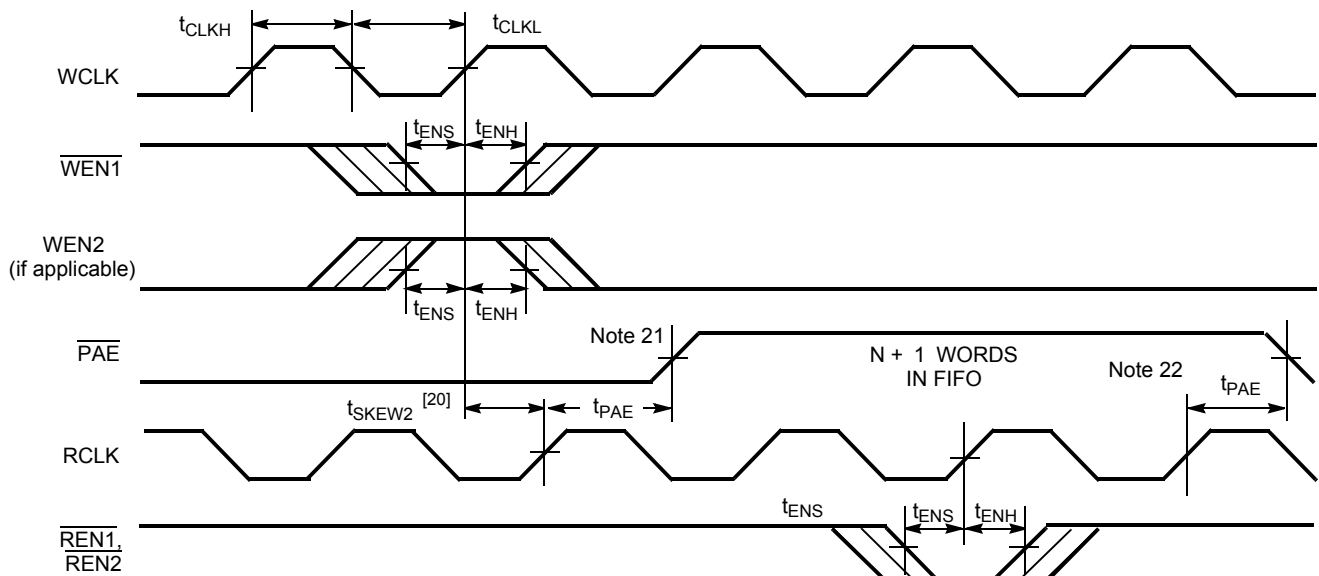 tCLKH
tCLKL
WCLK
tENS
tENH
WEN1
WEN2
(if applicable)
tENS
tENH
PAE
Note 21
N + 1 WORDS
IN FIFO
Note 22
tPAE
tSKEW2 [20]
tPAE
RCLK
tENS
tENS
tENH
REN1,
REN2